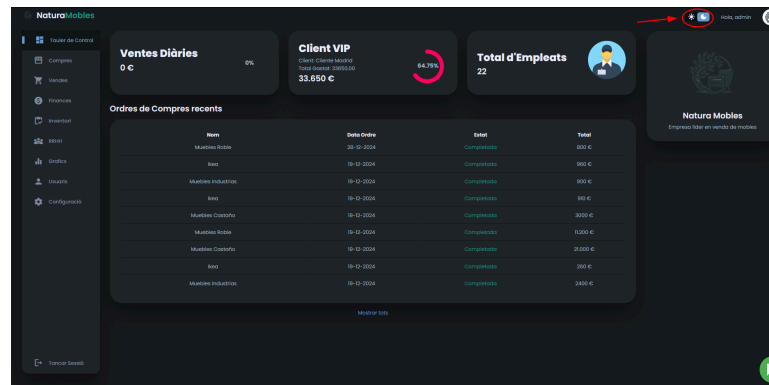 NaturaMobles
Hola, admin
Tauler de Control
Compres
Vendes
Finances
Inventari
RRHH
Grafics
Usuaris
Configuració
Tancar Sessió
Ventes Diàries
0 €
0%
Client VIP
Client: Cliente Madrid
Total Gastat: 33650.00
33.650 €
64.75%
Total d'Empleats
22
Natura Mobles
Empresa líder en venda de mobles
Ordres de Compres recents
Nom Data Ordre Estat Total
Muebles Roble 28-12-2024 Completada 800 €
Ikea 19-12-2024 Completada 960 €
Muebles Industrias 19-12-2024 Completada 900 €
Ikea 19-12-2024 Completada 910 €
Muebles Castaño 19-12-2024 Completada 3000 €
Muebles Roble 19-12-2024 Completada 11.200 €
Muebles Castaño 19-12-2024 Completada 21.000 €
Ikea 19-12-2024 Completada 260 €
Muebles Industrias 19-12-2024 Completada 2400 €
Mostrar tots